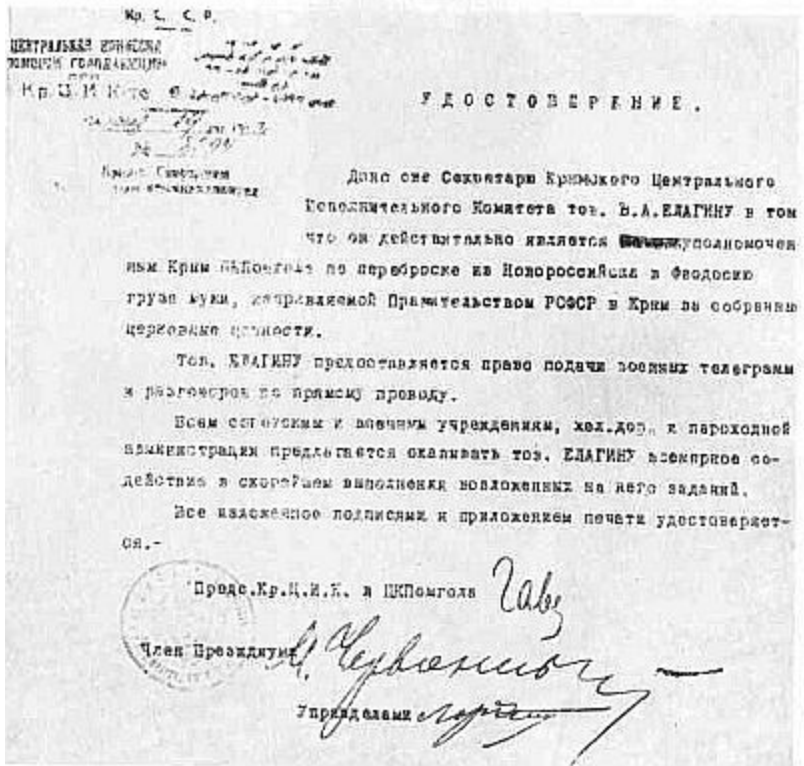 Кр. С. С. Р.
ЦЕНТРАЛЬНАЯ КОМИССИЯ
ПОМОЩИ ГОЛОДАЮЩИМ
Кр. Ц. И. К-те
УДОСТОВЕРЕНИЕ.
Дано сие Секретарю Крымского Центрального
Исполнительного Комитета тов. В.А.ЕЛАГИНУ в том
что он действительно является уполномочен
ным Крым ЦКПомгола по переброске из Новороссийска в Феодосию
груза муки, направляемой Правительством РСФСР в Крым за собранные
церковные ценности.
Тов. ЕЛАГИНУ предоставляется право подачи военных телеграмм
и разговоров по прямому проводу.
Всем советским и военным учреждениям, жел.дор. и пароходной
администрации предлагается оказывать тов. ЕЛАГИНУ всемерное со-
действие в скорейшем выполнении возложенных на него заданий.
Все изложенное подписями и приложением печати удостоверяет-
ся.-
Предс.Кр.Ц.И.К. и ЦКПомгола Гаве
Член Президиума
Управделами